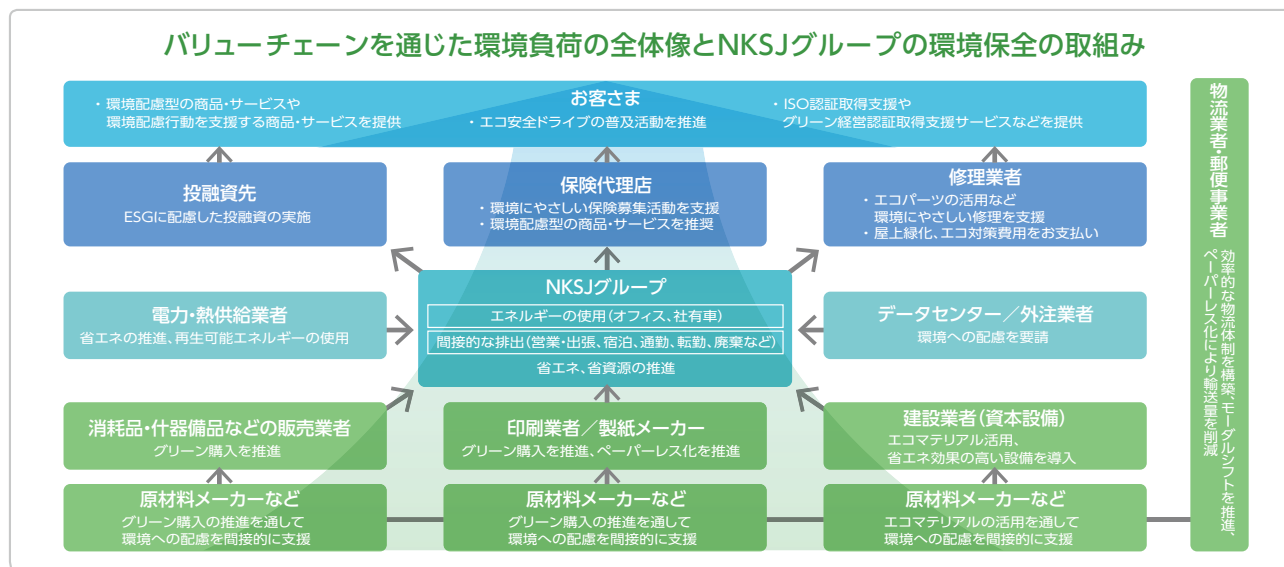 バリューチェーンを通じた環境負荷の全体像とNKSJグループの環境保全の取組み
お客さま
・環境配慮型の商品・サービスや
環境配慮行動を支援する商品・サービスを提供
・エコ安全ドライブの普及活動を推進
・ISO認証取得支援や
グリーン経営認証取得支援サービスなどを提供
投融資先
ESGに配慮した投融資の実施
保険代理店
・環境にやさしい保険募集活動を支援
・環境配慮型の商品・サービスを推奨
修理業者
・エコパーツの活用など
環境にやさしい修理を支援
・屋上緑化、エコ対策費用をお支払い
NKSJグループ
エネルギーの使用(オフィス、社有車)
間接的な排出(営業・出張、宿泊、通勤、転勤、廃棄など)
省エネ、省資源の推進
電力・熱供給業者
省エネの推進、再生可能エネルギーの使用
データセンター/外注業者
環境への配慮を要請
消耗品・什器備品などの販売業者
グリーン購入を推進
印刷業者/製紙メーカー
グリーン購入を推進、ペーパーレス化を推進
建設業者(資本設備)
エコマテリアル活用、
省エネ効果の高い設備を導入
原材料メーカーなど
グリーン購入の推進を通して
環境への配慮を間接的に支援
原材料メーカーなど
グリーン購入の推進を通して
環境への配慮を間接的に支援
原材料メーカーなど
エコマテリアルの活用を通して
環境への配慮を間接的に支援
物流業者・郵便事業者
効率的な物流体制を構築、モーダルシフトを推進、
ペーパーレス化により輸送量を削減